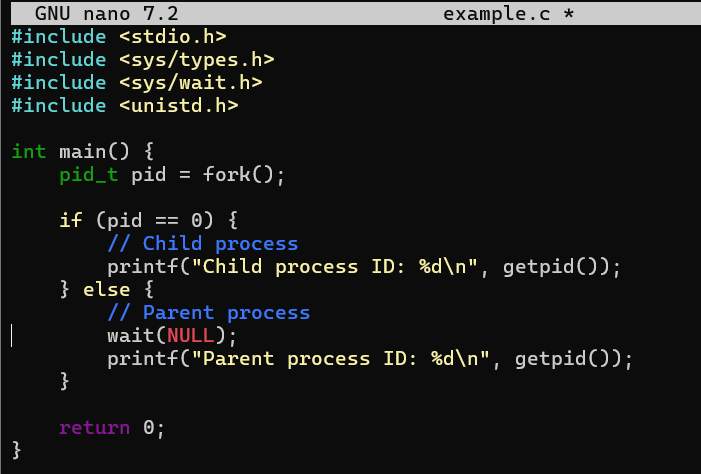 GNU nano 7.2 example.c *
#include <stdio.h>
#include <sys/types.h>
#include <sys/wait.h>
#include <unistd.h>
int main() {
    pid_t pid = fork();
    if (pid == 0) {
        // Child process
        printf("Child process ID: %d\n", getpid());
    } else {
        // Parent process
        wait(NULL);
        printf("Parent process ID: %d\n", getpid());
    }
    return 0;
}